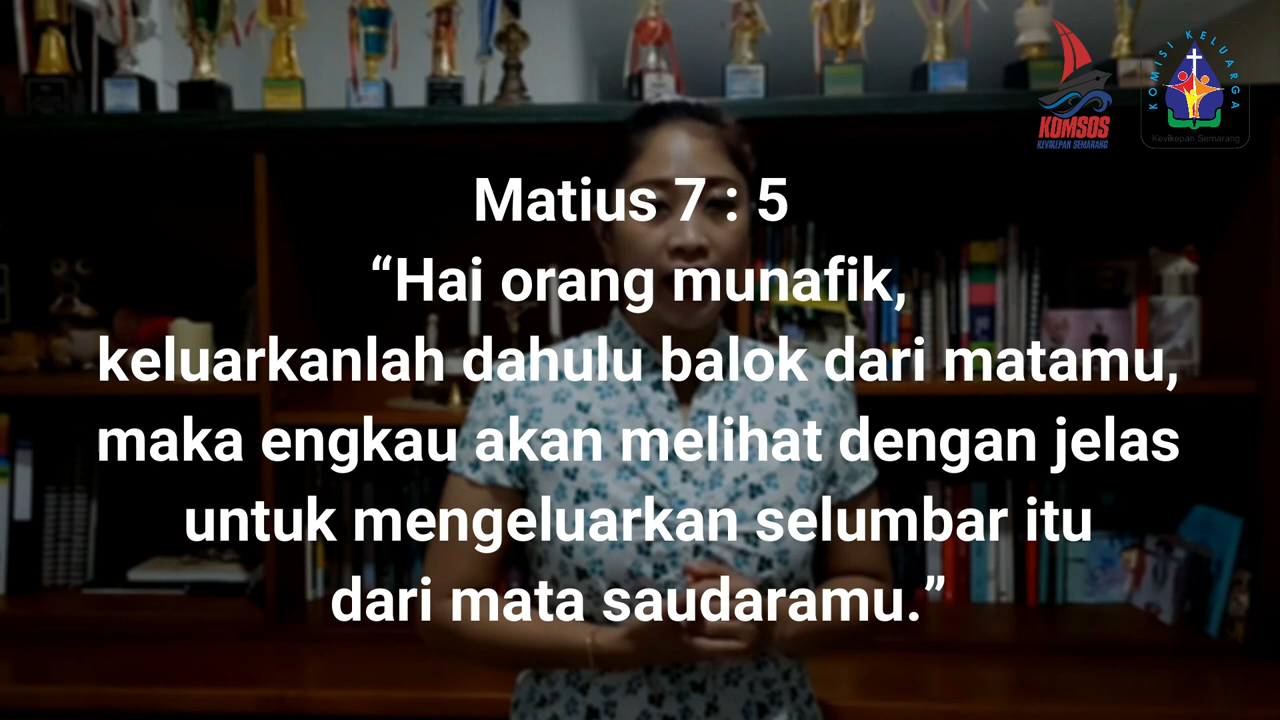 KOMISI KELUARGA
KOMSOS
KEVIKEPAN SEMARANG
Kevikepan Semarang
Matius 7 : 5
“Hai orang munafik,
keluarkanlah dahulu balok dari matamu,
maka engkau akan melihat dengan jelas
untuk mengeluarkan selumbar itu
dari mata saudaramu.”